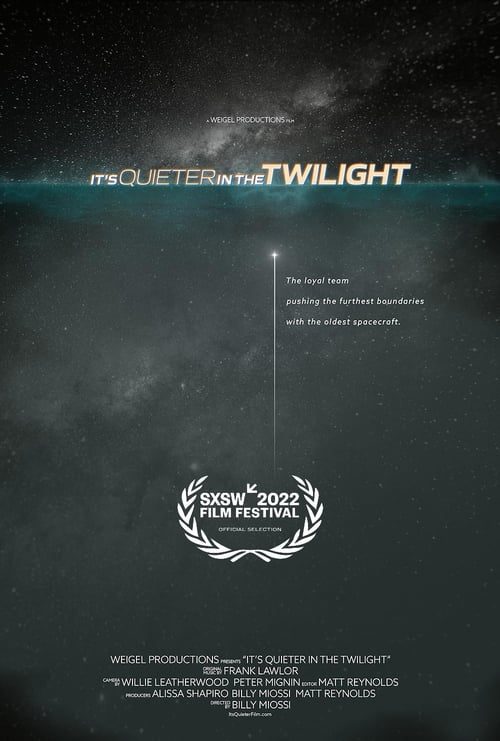 A WEIGEL PRODUCTIONS FILM
IT'S QUIETER IN THE TWILIGHT
The loyal team
pushing the furthest boundaries
with the oldest spacecraft.
SXSW 2022
FILM FESTIVAL
OFFICIAL SELECTION
WEIGEL PRODUCTIONS PRESENTS "IT'S QUIETER IN THE TWILIGHT"
ORIGINAL MUSIC BY FRANK LAWLOR
CAMERA BY WILLIE LEATHERWOOD PETER MIGNIN EDITOR MATT REYNOLDS
PRODUCERS ALISSA SHAPIRO BILLY MIOSSI MATT REYNOLDS
DIRECTED BY BILLY MIOSSI
ItsQuieterFilm.com